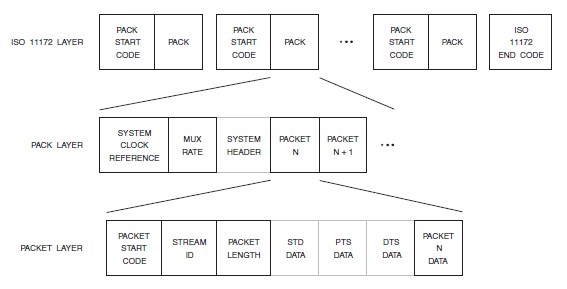 ISO 11172 LAYER
PACK
START
CODE
PACK
PACK
START
CODE
PACK
•••
PACK
START
CODE
PACK
ISO
11172
END CODE
PACK LAYER
SYSTEM
CLOCK
REFERENCE
MUX
RATE
SYSTEM
HEADER
PACKET
N
PACKET
N + 1
•••
PACKET LAYER
PACKET
START
CODE
STREAM
ID
PACKET
LENGTH
STD
DATA
PTS
DATA
DTS
DATA
PACKET
N
DATA